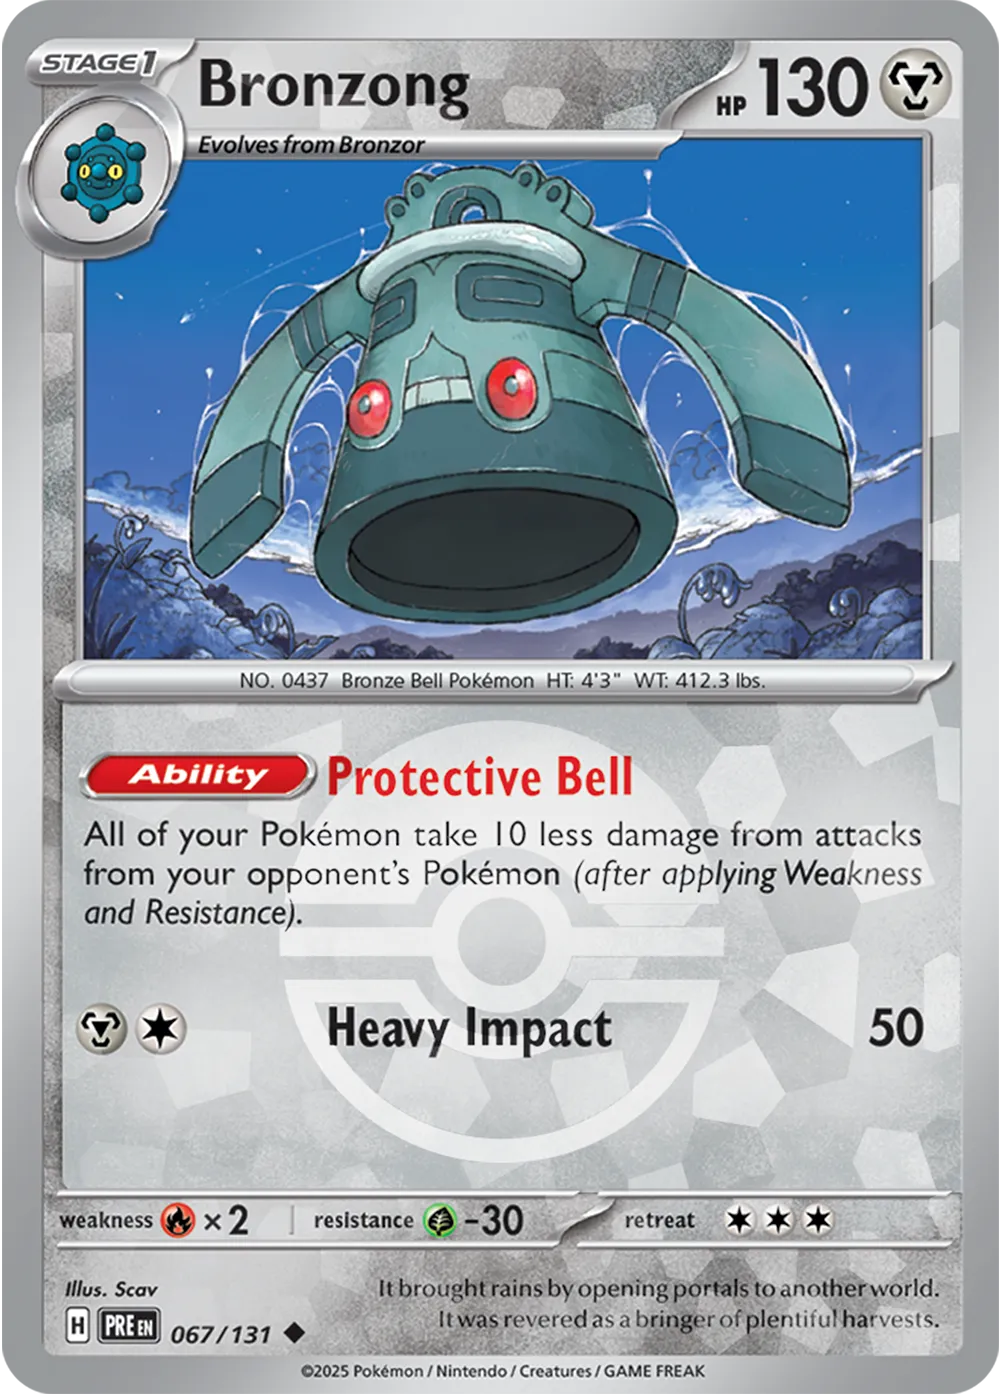 STAGE 1
Bronzong
HP 130
Evolves from Bronzor
NO. 0437 Bronze Bell Pokémon HT: 4'3" WT: 412.3 lbs.
Ability Protective Bell
All of your Pokémon take 10 less damage from attacks
from your opponent's Pokémon (after applying Weakness
and Resistance).
Heavy Impact 50
weakness ×2 resistance -30 retreat
Illus. Scav
It brought rains by opening portals to another world.
It was revered as a bringer of plentiful harvests.
H PRE EN 067/131
©2025 Pokémon / Nintendo / Creatures / GAME FREAK